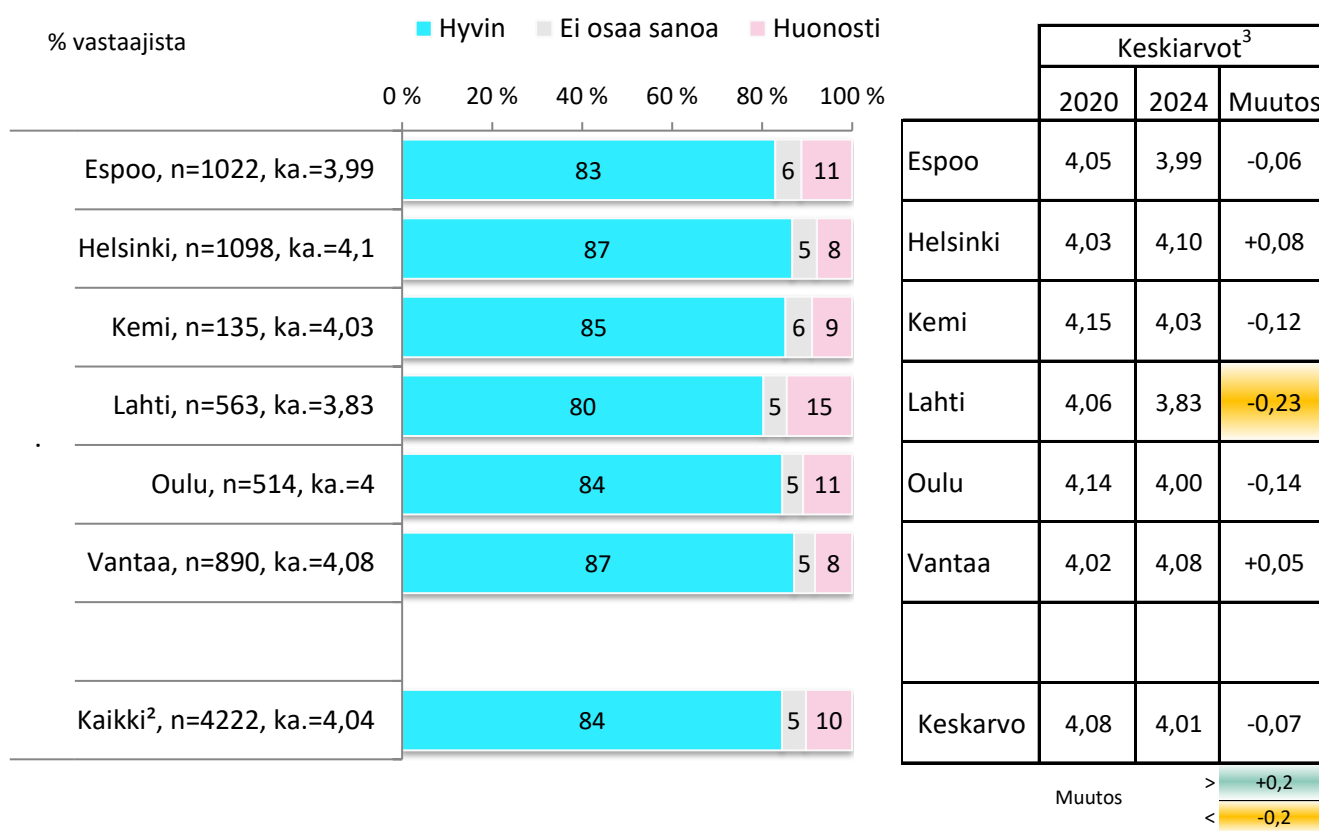 % vastaajista
Hyvin Ei osaa sanoa Huonosti
0 % 20 % 40 % 60 % 80 % 100 %
Espoo, n=1022, ka.=3,99 83 6 11
Helsinki, n=1098, ka.=4,1 87 5 8
Kemi, n=135, ka.=4,03 85 6 9
Lahti, n=563, ka.=3,83 80 5 15
.
Oulu, n=514, ka.=4 84 5 11
Vantaa, n=890, ka.=4,08 87 5 8
Kaikki², n=4222, ka.=4,04 84 5 10
Keskiarvot³
2020 2024 Muutos
Espoo 4,05 3,99 -0,06
Helsinki 4,03 4,10 +0,08
Kemi 4,15 4,03 -0,12
Lahti 4,06 3,83 -0,23
Oulu 4,14 4,00 -0,14
Vantaa 4,02 4,08 +0,05
Keskarvo 4,08 4,01 -0,07
Muutos > +0,2
< -0,2